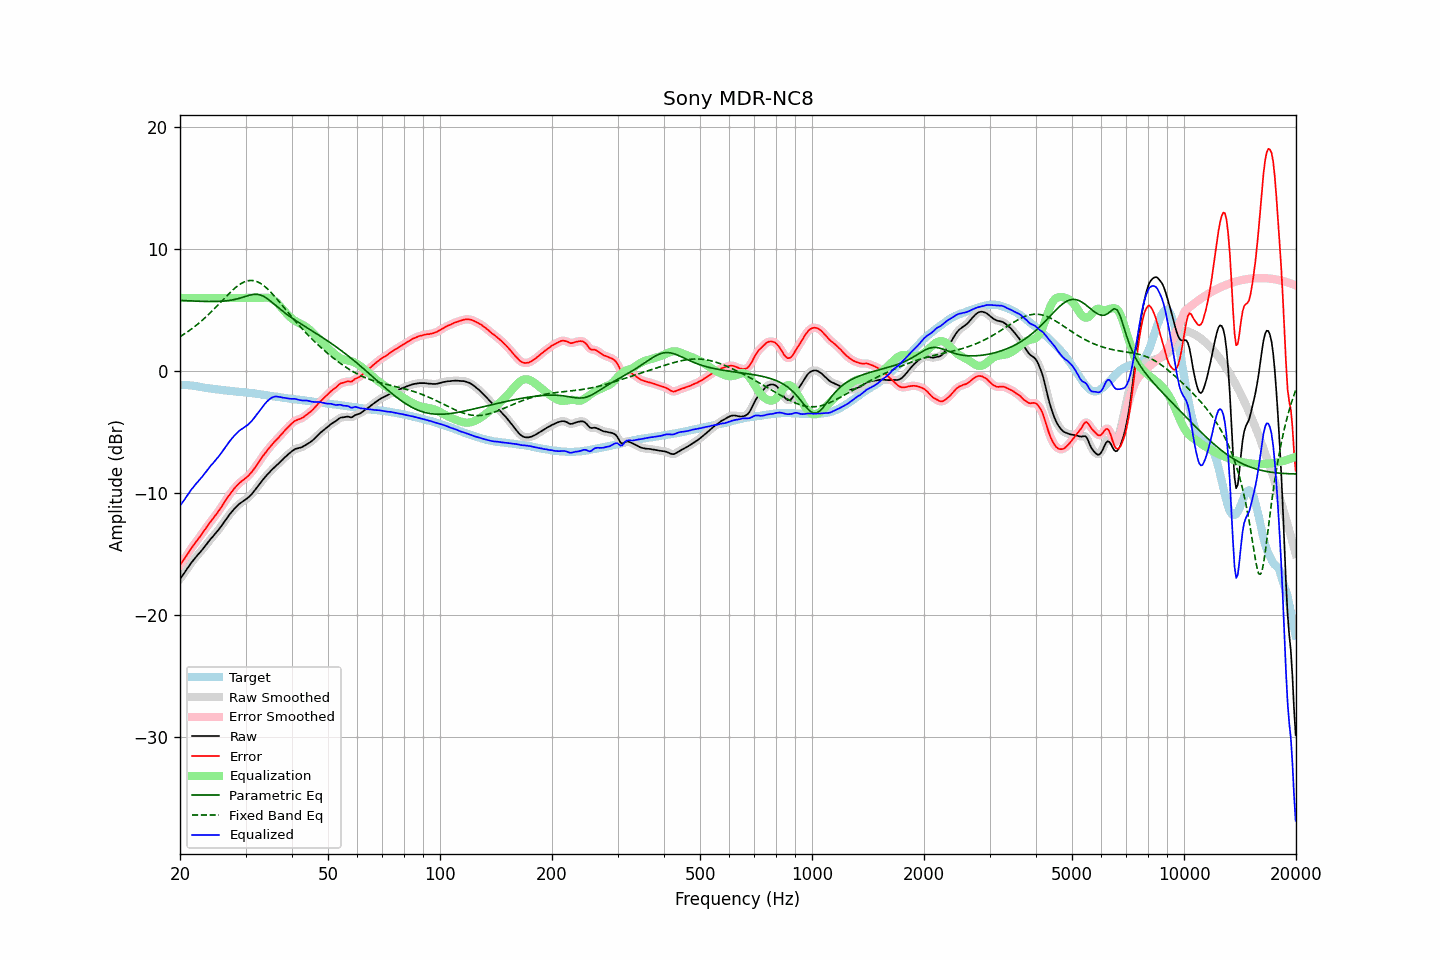 Sony MDR-NC8
Amplitude (dBr)
20
10
0
−10
−20
−30
Target
Raw Smoothed
Error Smoothed
Raw
Error
Equalization
Parametric Eq
Fixed Band Eq
Equalized
20 50 100 200 500 1000 2000 5000 10000 20000
Frequency (Hz)